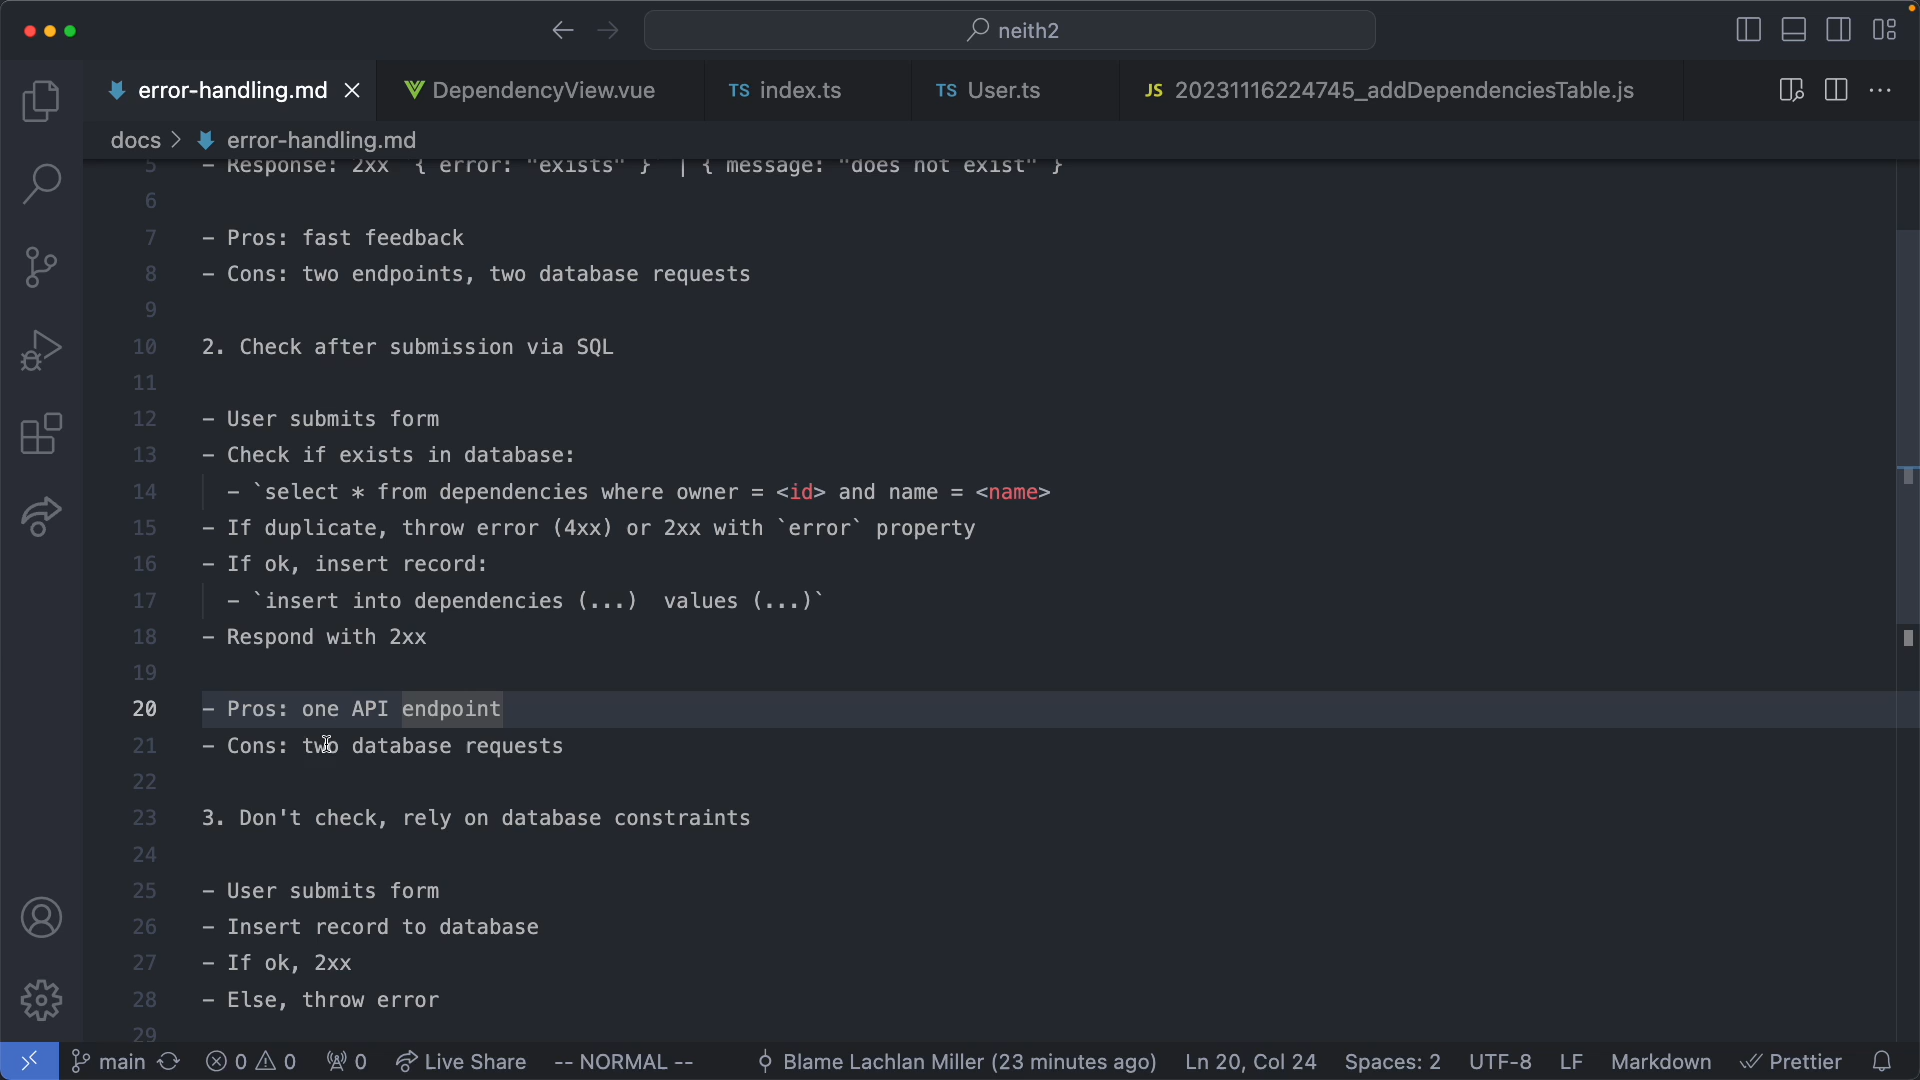 neith2
error-handling.md
DependencyView.vue
TS index.ts
TS User.ts
JS 20231116224745_addDependenciesTable.js
docs > error-handling.md
5 - Response: 2xx  { error: "exists" }  | { message: "does not exist" }
6
7 - Pros: fast feedback
8 - Cons: two endpoints, two database requests
9
10 2. Check after submission via SQL
11
12 - User submits form
13 - Check if exists in database:
14   - `select * from dependencies where owner = <id> and name = <name>
15 - If duplicate, throw error (4xx) or 2xx with `error` property
16 - If ok, insert record:
17   - `insert into dependencies (...)  values (...)`
18 - Respond with 2xx
19
20 - Pros: one API endpoint
21 - Cons: two database requests
22
23 3. Don't check, rely on database constraints
24
25 - User submits form
26 - Insert record to database
27 - If ok, 2xx
28 - Else, throw error
29
main 0 0 0 Live Share -- NORMAL -- Blame Lachlan Miller (23 minutes ago) Ln 20, Col 24 Spaces: 2 UTF-8 LF Markdown Prettier